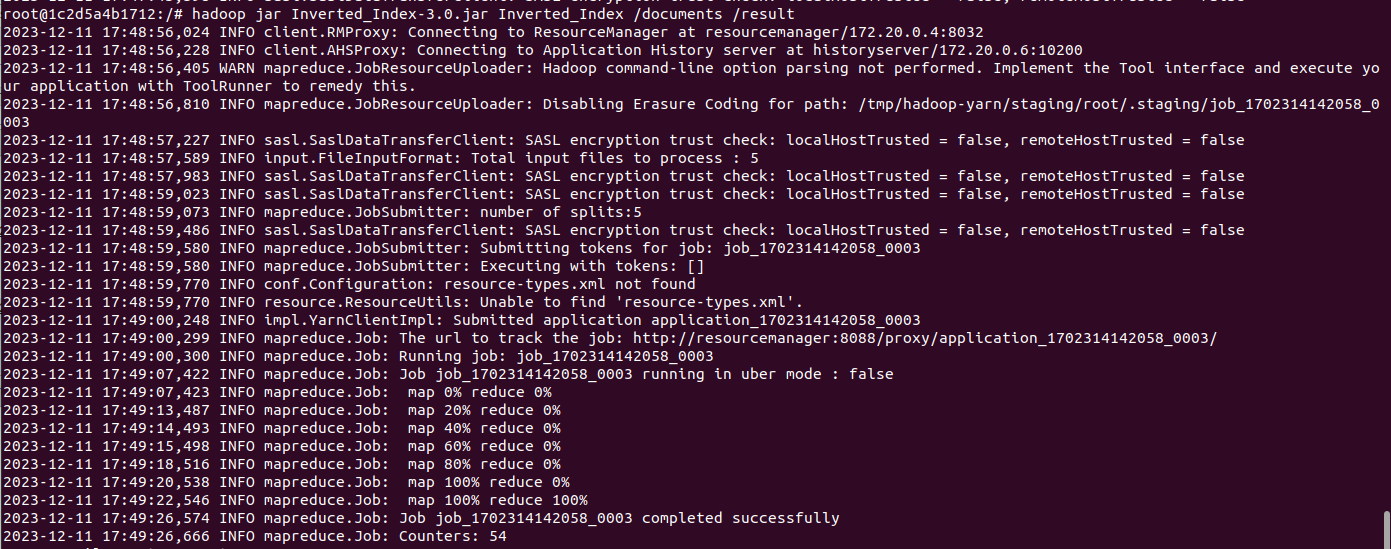 root@1c2d5a4b1712:/# hadoop jar Inverted_Index-3.0.jar Inverted_Index /documents /result
2023-12-11 17:48:56,024 INFO client.RMProxy: Connecting to ResourceManager at resourcemanager/172.20.0.4:8032
2023-12-11 17:48:56,228 INFO client.AHSProxy: Connecting to Application History server at historyserver/172.20.0.6:10200
2023-12-11 17:48:56,405 WARN mapreduce.JobResourceUploader: Hadoop command-line option parsing not performed. Implement the Tool interface and execute yo
ur application with ToolRunner to remedy this.
2023-12-11 17:48:56,810 INFO mapreduce.JobResourceUploader: Disabling Erasure Coding for path: /tmp/hadoop-yarn/staging/root/.staging/job_1702314142058_0
003
2023-12-11 17:48:57,227 INFO sasl.SaslDataTransferClient: SASL encryption trust check: localHostTrusted = false, remoteHostTrusted = false
2023-12-11 17:48:57,589 INFO input.FileInputFormat: Total input files to process : 5
2023-12-11 17:48:57,983 INFO sasl.SaslDataTransferClient: SASL encryption trust check: localHostTrusted = false, remoteHostTrusted = false
2023-12-11 17:48:59,023 INFO sasl.SaslDataTransferClient: SASL encryption trust check: localHostTrusted = false, remoteHostTrusted = false
2023-12-11 17:48:59,073 INFO mapreduce.JobSubmitter: number of splits:5
2023-12-11 17:48:59,486 INFO sasl.SaslDataTransferClient: SASL encryption trust check: localHostTrusted = false, remoteHostTrusted = false
2023-12-11 17:48:59,580 INFO mapreduce.JobSubmitter: Submitting tokens for job: job_1702314142058_0003
2023-12-11 17:48:59,580 INFO mapreduce.JobSubmitter: Executing with tokens: []
2023-12-11 17:48:59,770 INFO conf.Configuration: resource-types.xml not found
2023-12-11 17:48:59,770 INFO resource.ResourceUtils: Unable to find 'resource-types.xml'.
2023-12-11 17:49:00,248 INFO impl.YarnClientImpl: Submitted application application_1702314142058_0003
2023-12-11 17:49:00,299 INFO mapreduce.Job: The url to track the job: http://resourcemanager:8088/proxy/application_1702314142058_0003/
2023-12-11 17:49:00,300 INFO mapreduce.Job: Running job: job_1702314142058_0003
2023-12-11 17:49:07,422 INFO mapreduce.Job: Job job_1702314142058_0003 running in uber mode : false
2023-12-11 17:49:07,423 INFO mapreduce.Job:  map 0% reduce 0%
2023-12-11 17:49:13,487 INFO mapreduce.Job:  map 20% reduce 0%
2023-12-11 17:49:14,493 INFO mapreduce.Job:  map 40% reduce 0%
2023-12-11 17:49:15,498 INFO mapreduce.Job:  map 60% reduce 0%
2023-12-11 17:49:18,516 INFO mapreduce.Job:  map 80% reduce 0%
2023-12-11 17:49:20,538 INFO mapreduce.Job:  map 100% reduce 0%
2023-12-11 17:49:22,546 INFO mapreduce.Job:  map 100% reduce 100%
2023-12-11 17:49:26,574 INFO mapreduce.Job: Job job_1702314142058_0003 completed successfully
2023-12-11 17:49:26,666 INFO mapreduce.Job: Counters: 54